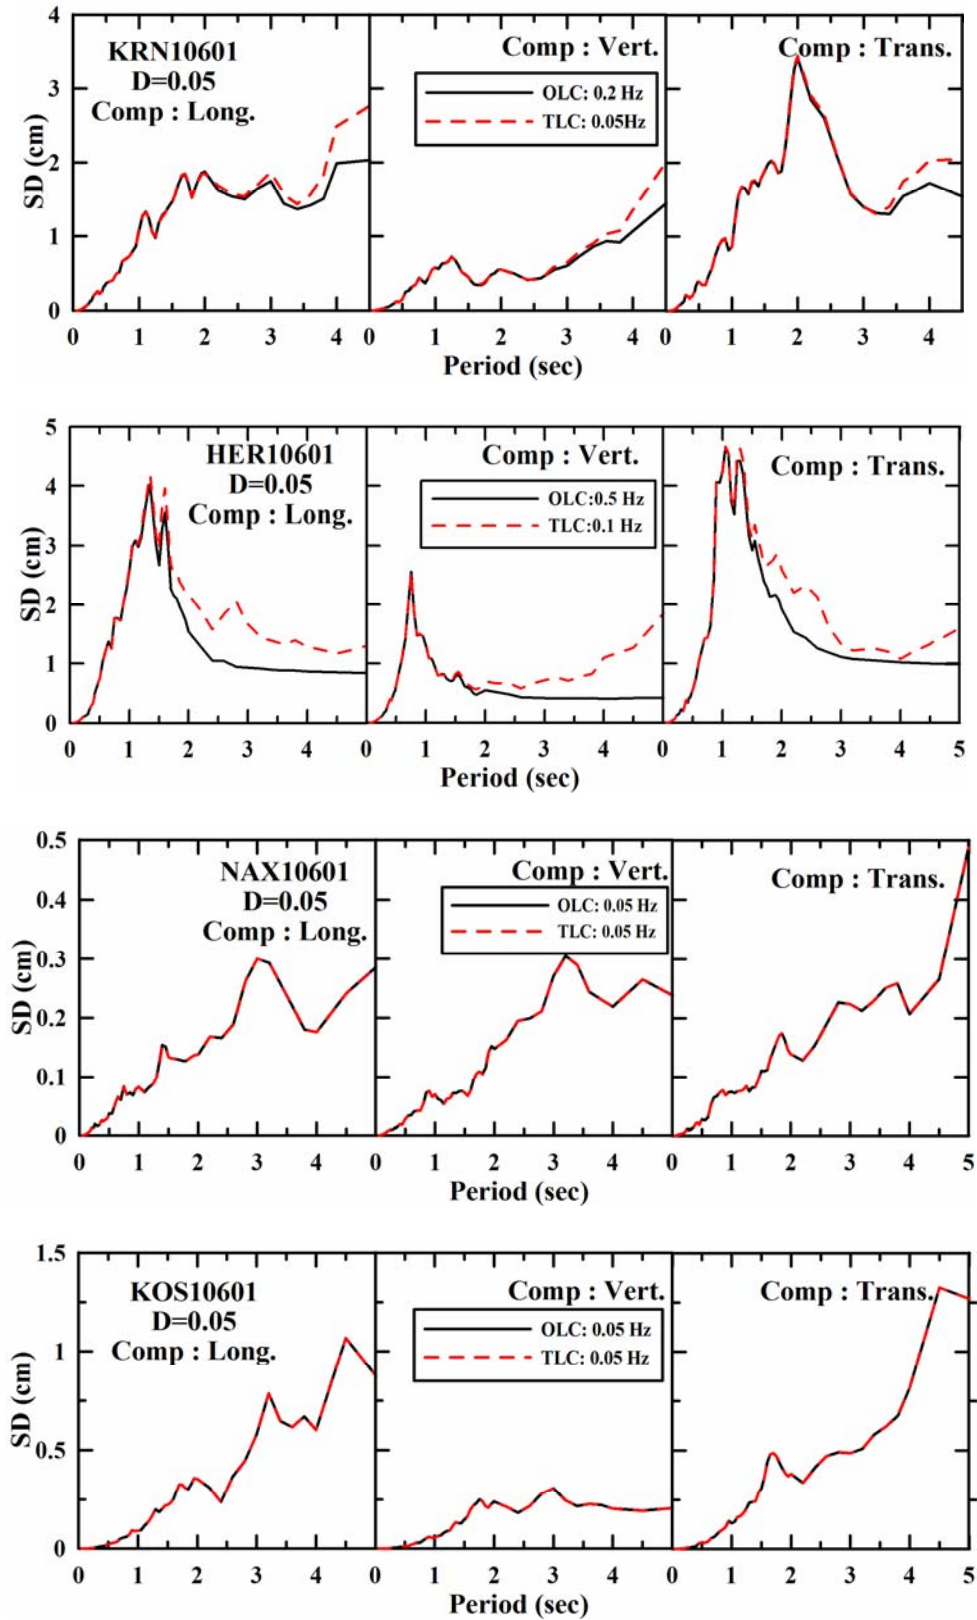 KRN10601
D=0.05
Comp : Long.
Comp : Vert.
OLC: 0.2 Hz
TLC: 0.05Hz
Comp : Trans.
SD (cm)
4
3
2
1
0
0 1 2 3 4 0 1 2 3 4 0 1 2 3 4
Period (sec)
HER10601
D=0.05
Comp : Long.
Comp : Vert.
OLC:0.5 Hz
TLC:0.1 Hz
Comp : Trans.
SD (cm)
5
4
3
2
1
0
0 1 2 3 4 0 1 2 3 4 0 1 2 3 4 5
Period (sec)
NAX10601
D=0.05
Comp : Long.
Comp : Vert.
OLC: 0.05 Hz
TLC: 0.05 Hz
Comp : Trans.
SD (cm)
0.5
0.4
0.3
0.2
0.1
0
0 1 2 3 4 0 1 2 3 4 0 1 2 3 4 5
Period (sec)
KOS10601
D=0.05
Comp : Long.
Comp : Vert.
OLC: 0.05 Hz
TLC: 0.05 Hz
Comp : Trans.
SD (cm)
1.5
1
0.5
0
0 1 2 3 4 0 1 2 3 4 0 1 2 3 4 5
Period (sec)